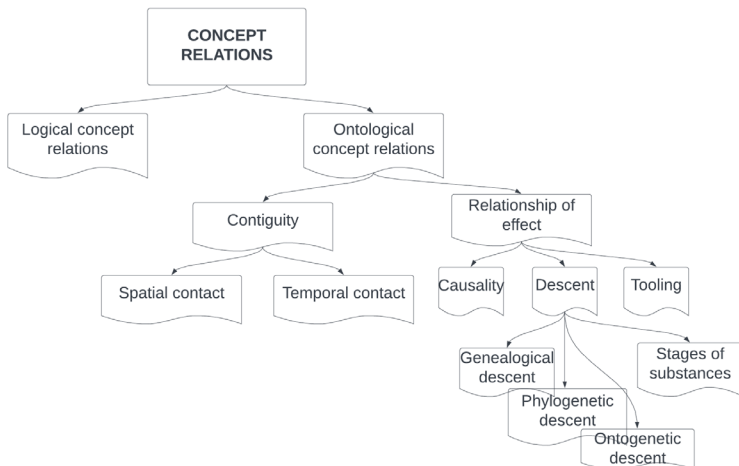 CONCEPT
RELATIONS
Logical concept
relations
Ontological
concept relations
Contiguity
Relationship of
effect
Spatial contact
Temporal contact
Causality
Descent
Tooling
Genealogical
descent
Stages of
substances
Phylogenetic
descent
Ontogenetic
descent